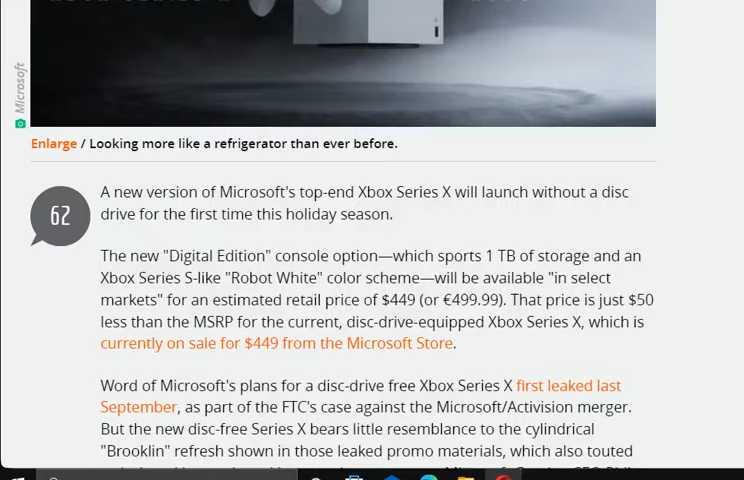 Microsoft
Enlarge / Looking more like a refrigerator than ever before.
62
A new version of Microsoft's top-end Xbox Series X will launch without a disc
drive for the first time this holiday season.
The new "Digital Edition" console option—which sports 1 TB of storage and an
Xbox Series S-like "Robot White" color scheme—will be available "in select
markets" for an estimated retail price of $449 (or €499.99). That price is just $50
less than the MSRP for the current, disc-drive-equipped Xbox Series X, which is
currently on sale for $449 from the Microsoft Store.
Word of Microsoft's plans for a disc-drive free Xbox Series X first leaked last
September, as part of the FTC's case against the Microsoft/Activision merger.
But the new disc-free Series X bears little resemblance to the cylindrical
"Brooklin" refresh shown in those leaked promo materials, which also touted